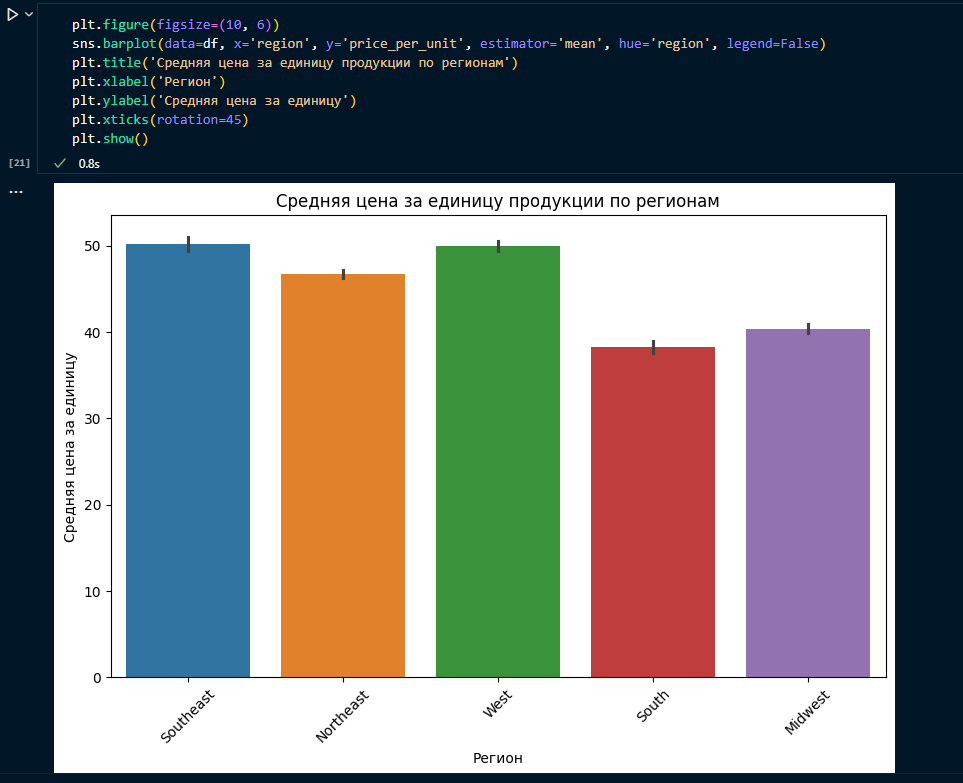 plt.figure(figsize=(10, 6))
sns.barplot(data=df, x='region', y='price_per_unit', estimator='mean', hue='region', legend=False)
plt.title('Средняя цена за единицу продукции по регионам')
plt.xlabel('Регион')
plt.ylabel('Средняя цена за единицу')
plt.xticks(rotation=45)
plt.show()
[21]
0.8s
...
Средняя цена за единицу продукции по регионам
Средняя цена за единицу
50
40
30
20
10
0
Southeast
Northeast
West
South
Midwest
Регион